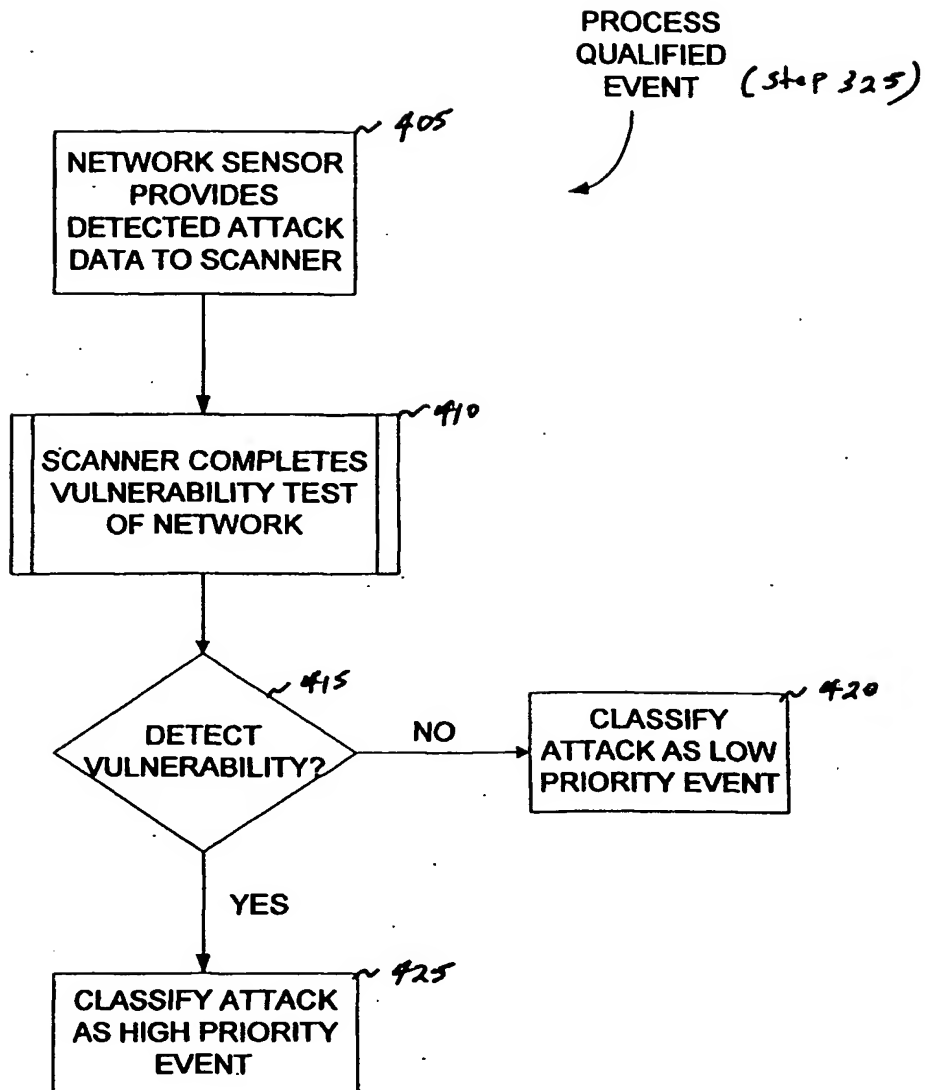 PROCESS
QUALIFIED
EVENT (Step 325)
405
NETWORK SENSOR
PROVIDES
DETECTED ATTACK
DATA TO SCANNER
410
SCANNER COMPLETES
VULNERABILITY TEST
OF NETWORK
415
DETECT
VULNERABILITY?
NO
420
CLASSIFY
ATTACK AS LOW
PRIORITY EVENT
YES
425
CLASSIFY ATTACK
AS HIGH PRIORITY
EVENT